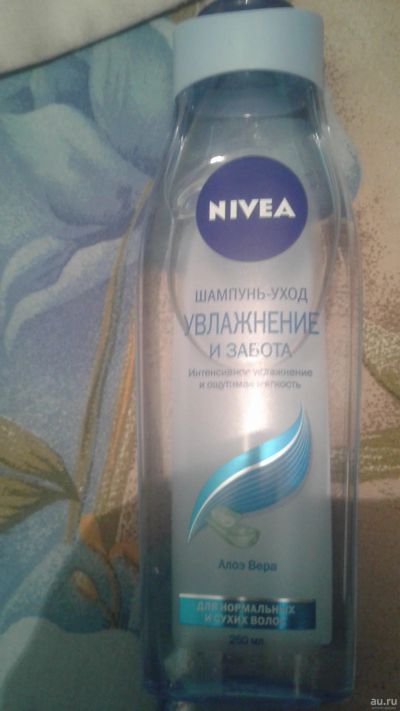 NIVEA
ШАМПУНЬ-УХОД
УВЛАЖНЕНИЕ
И ЗАБОТА
Интенсивное увлажнение
и ощутимая мягкость
Алоэ Вера
ДЛЯ НОРМАЛЬНЫХ
И СУХИХ ВОЛОС
250 мл
au.ru